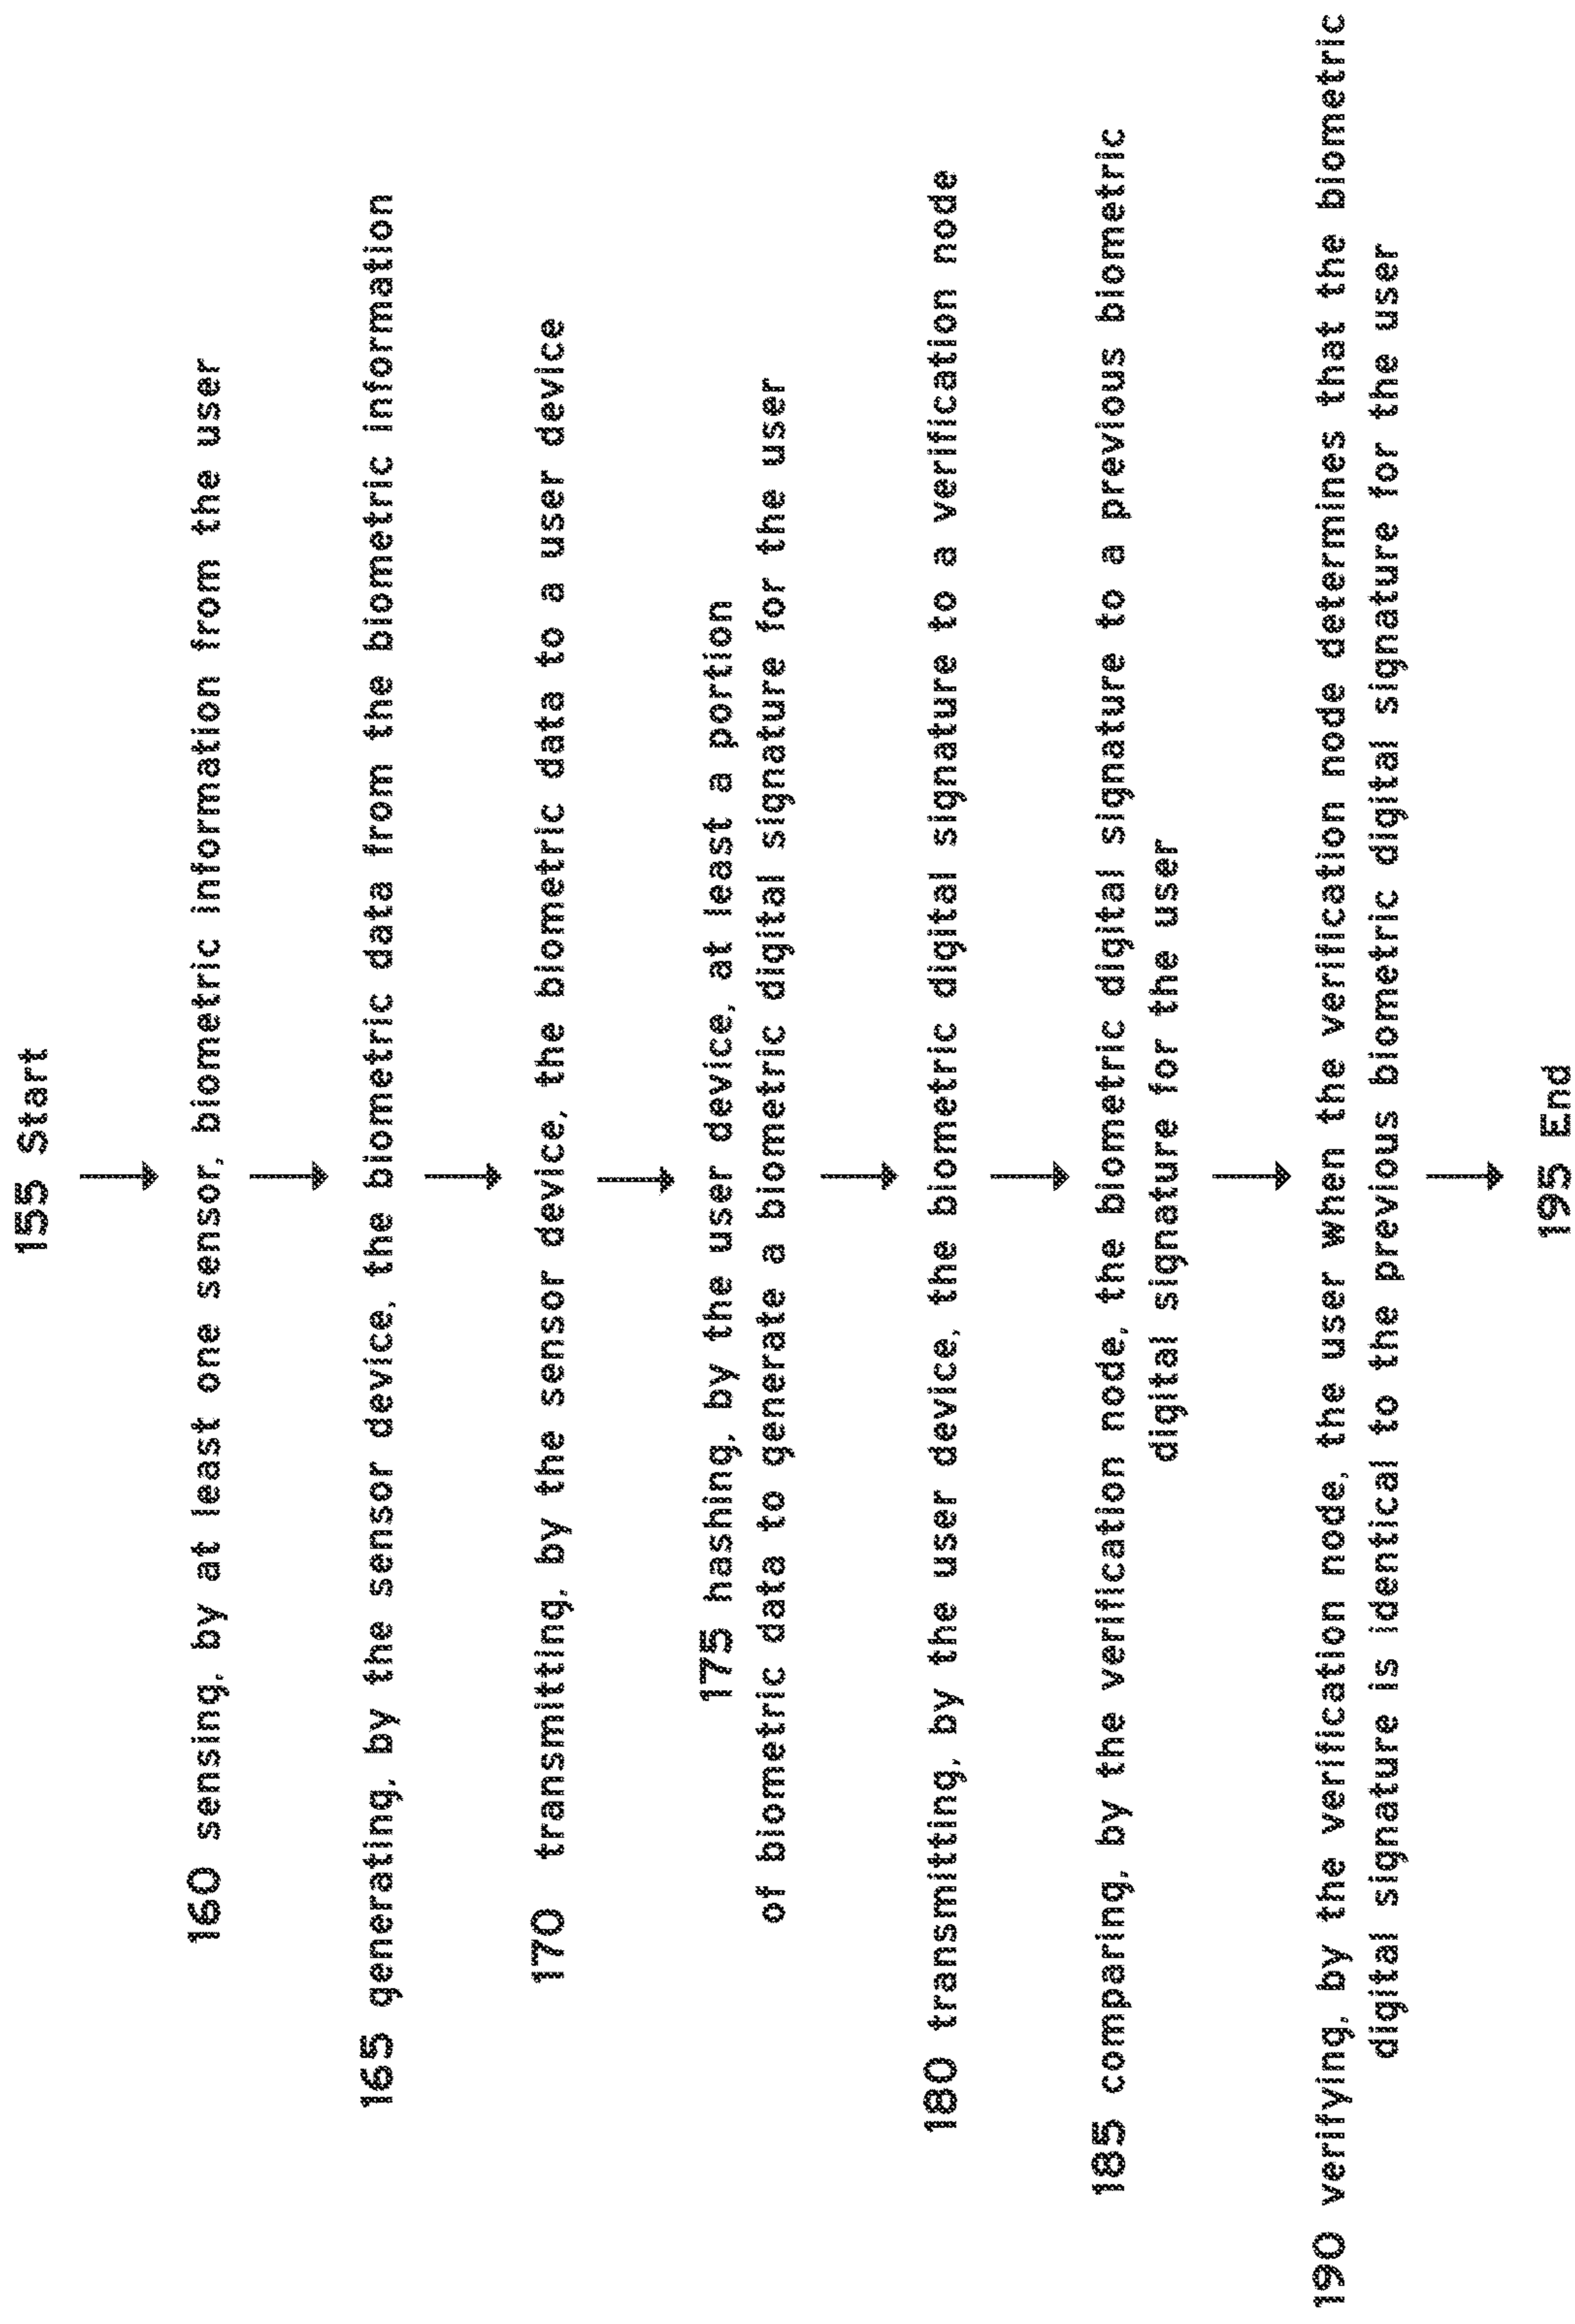 155 Start
160 sensing, by at least one sensor, biometric information from the user
165 generating, by the sensor device, the biometric data from the biometric information
170 transmitting, by the sensor device, the biometric data to a user device
175 hashing, by the user device, at least a portion
of biometric data to generate a biometric digital signature for the user
180 transmitting, by the user device, the biometric digital signature to a verification node
185 comparing, by the verification node, the biometric digital signature to a previous biometric
digital signature for the user
190 verifying, by the verification node, the user when the verification node determines that the biometric
digital signature is identical to the previous biometric digital signature for the user
195 End